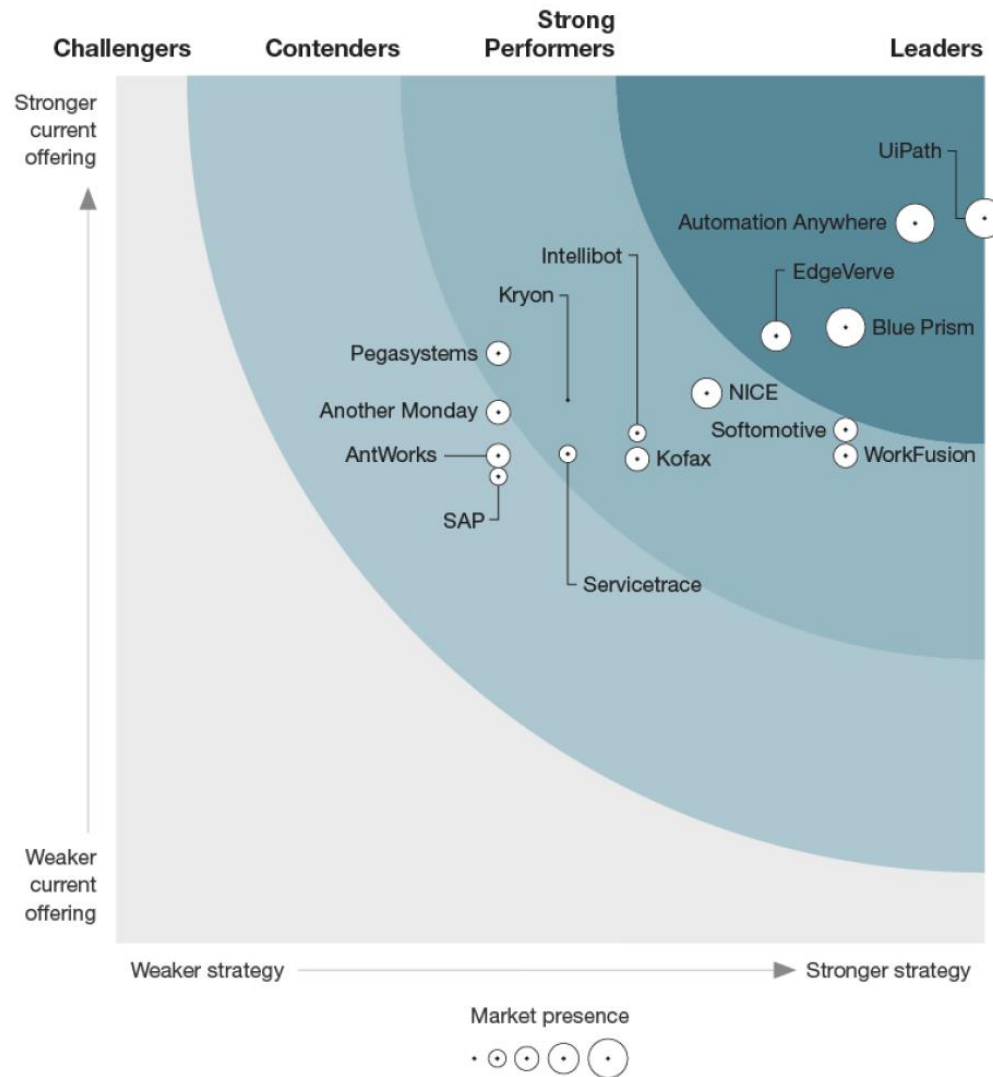 Challengers
Contenders
Strong
Performers
Leaders
Stronger
current
offering
UiPath
Automation Anywhere
Intellibot
EdgeVerve
Kryon
Blue Prism
Pegasystems
NICE
Another Monday
Softomotive
AntWorks
Kofax
WorkFusion
SAP
Servicetrace
Weaker
current
offering
Weaker strategy
Stronger strategy
Market presence